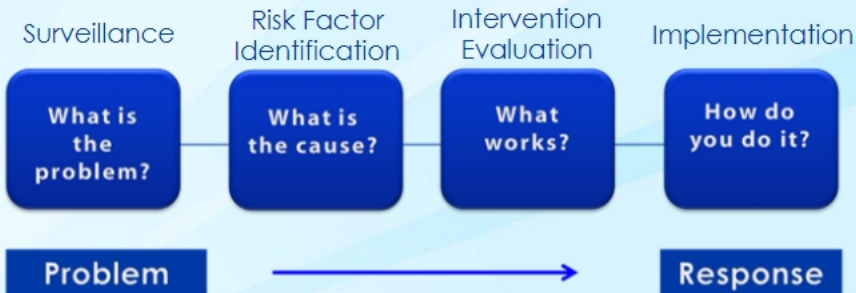 Surveillance
Risk Factor
Identification
Intervention
Evaluation
Implementation
What is
the
problem?
What is
the cause?
What
works?
How do
you do it?
Problem
Response